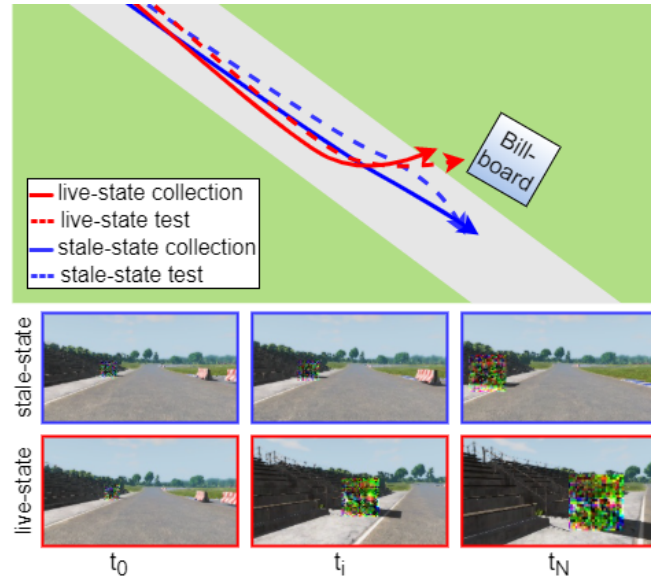 Bill-
board
live-state collection
live-state test
stale-state collection
stale-state test
stale-state
live-state
t0
ti
tN